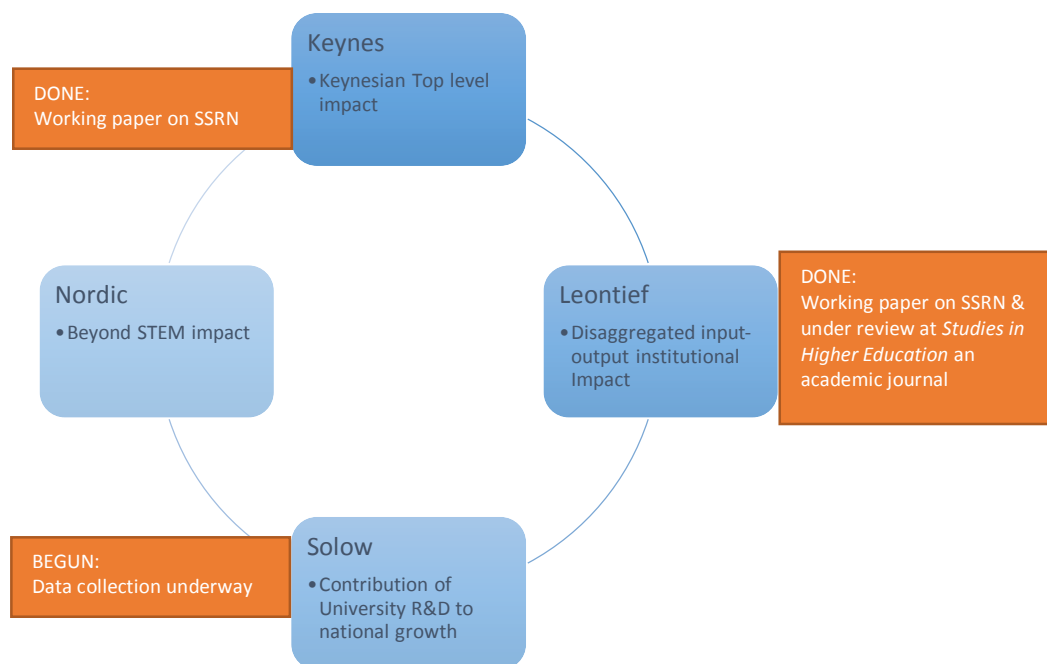 Keynes
•Keynesian Top level
impact
DONE:
Working paper on SSRN
Nordic
•Beyond STEM impact
Leontief
•Disaggregated input-
output institutional
Impact
DONE:
Working paper on SSRN &
under review at Studies in
Higher Education an
academic journal
BEGUN:
Data collection underway
Solow
•Contribution of
University R&D to
national growth